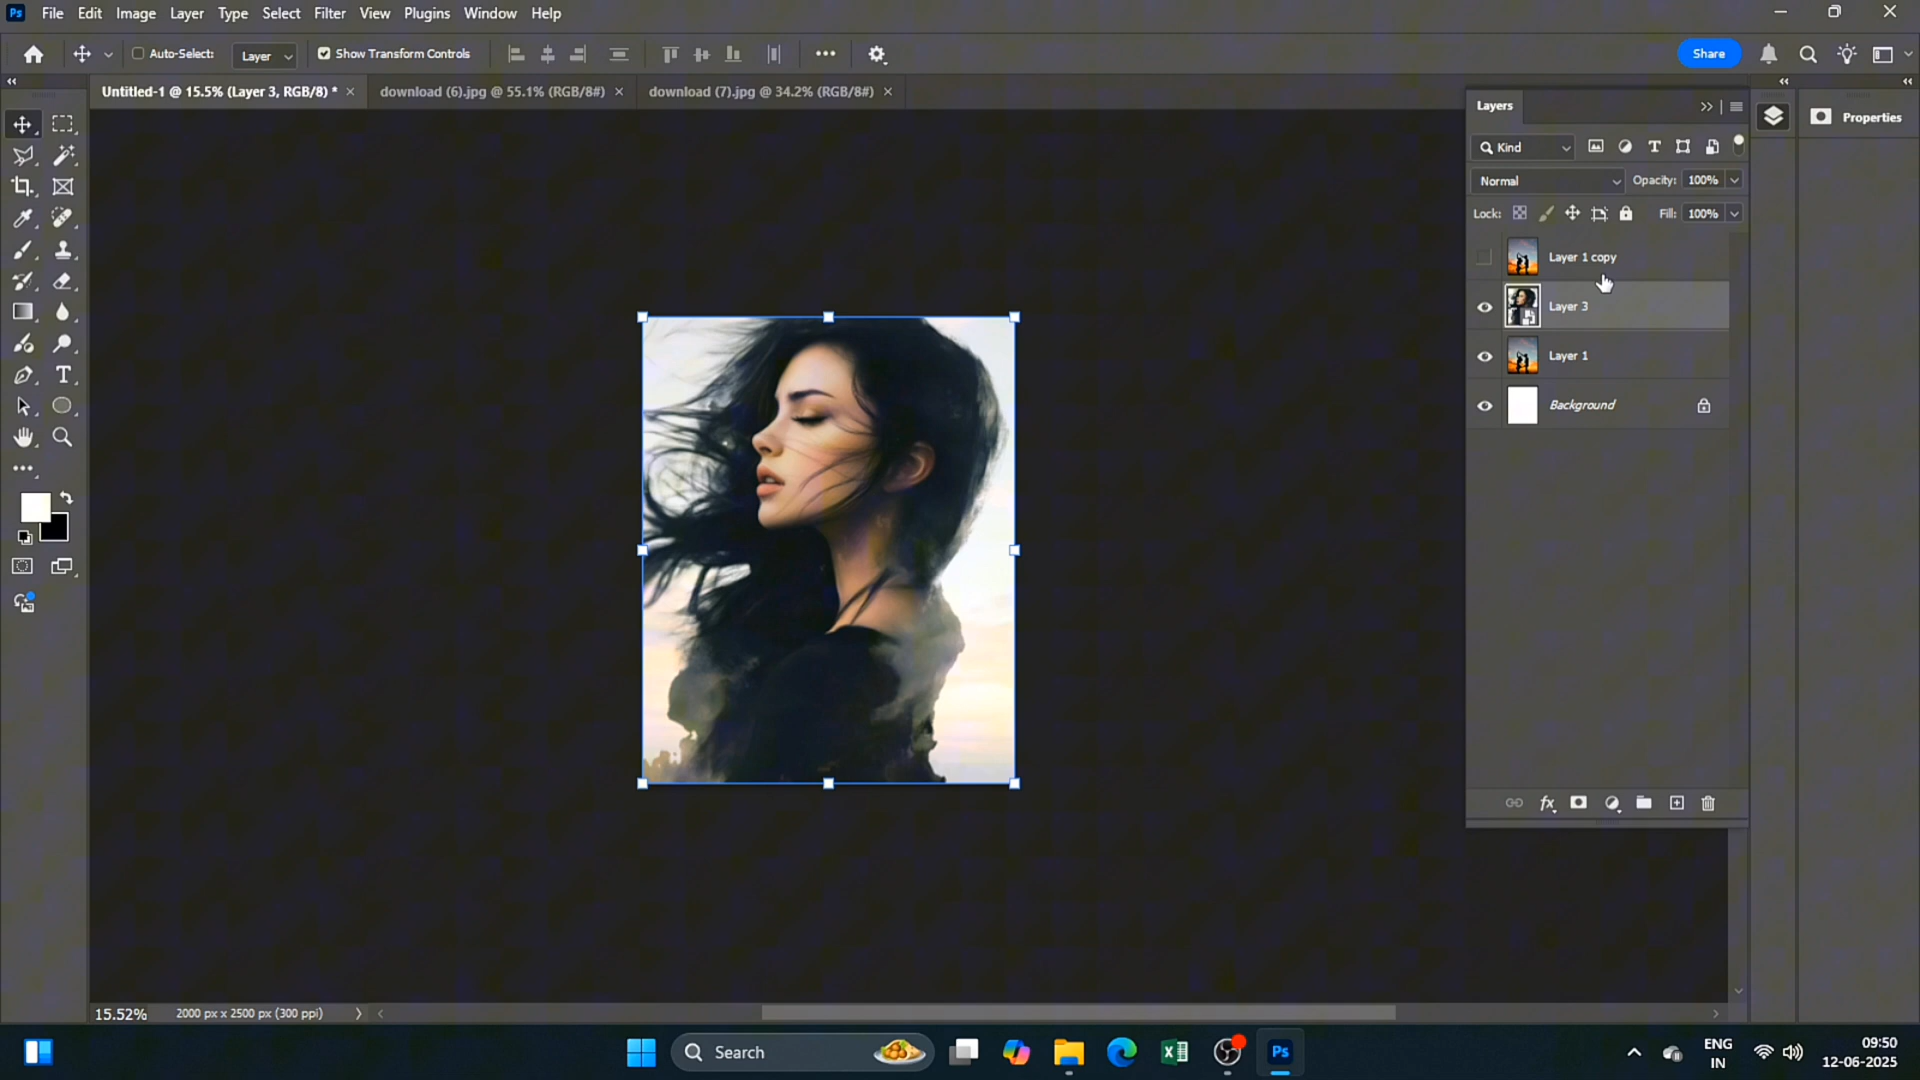 Ps File Edit Image Layer Type Select Filter View Plugins Window Help
Auto-Select: Layer Show Transform Controls Share
Untitled-1 @ 15.5% (Layer 3, RGB/8) * download (6).jpg @ 55.1% (RGB/8#) download (7).jpg @ 34.2% (RGB/8#)
Layers
Properties
Kind
Normal Opacity: 100%
Lock: Fill: 100%
Layer 1 copy
Layer 3
Layer 1
Background
fx
15.52% 2000 px x 2500 px (300 ppi)
Search
Ps
ENG
IN
09:50
12-06-2025